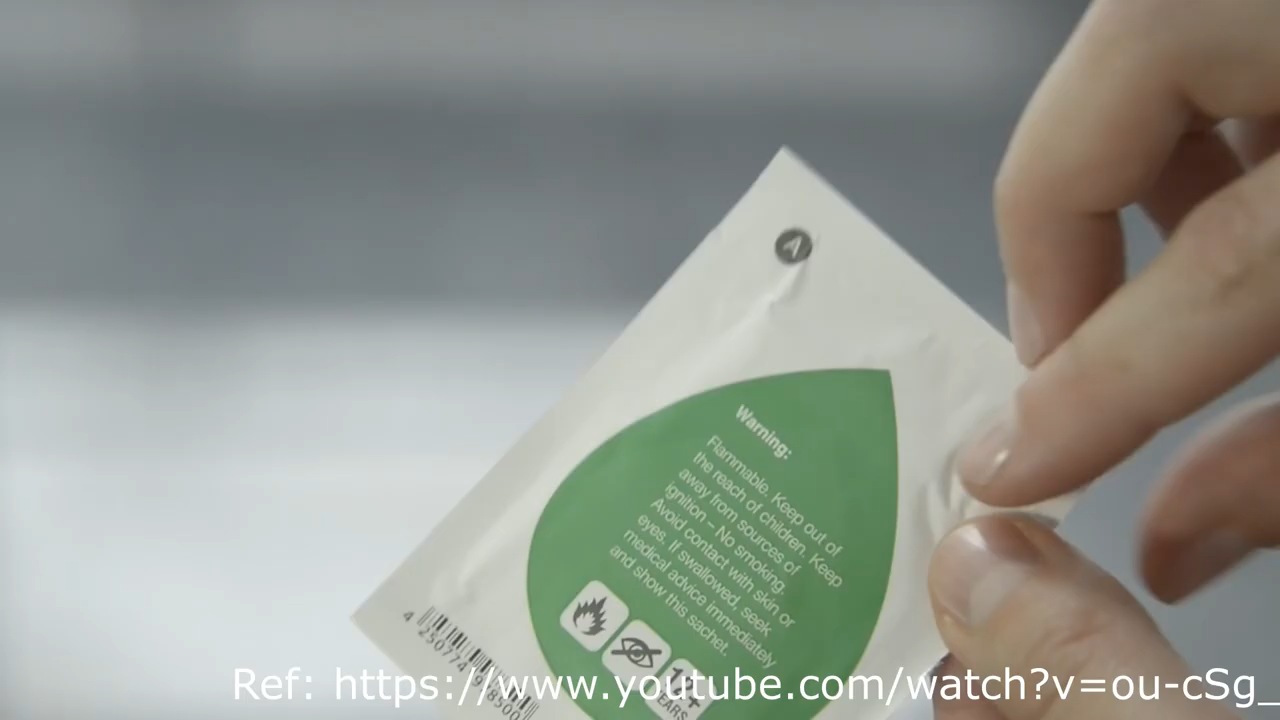 A
Warning:
Flammable. Keep out of
the reach of children. Keep
away from sources of
ignition – No smoking.
Avoid contact with skin or
eyes. If swallowed, seek
medical advice immediately
and show this sachet.
Ref: https://www.youtube.com/watch?v=ou-cSg_